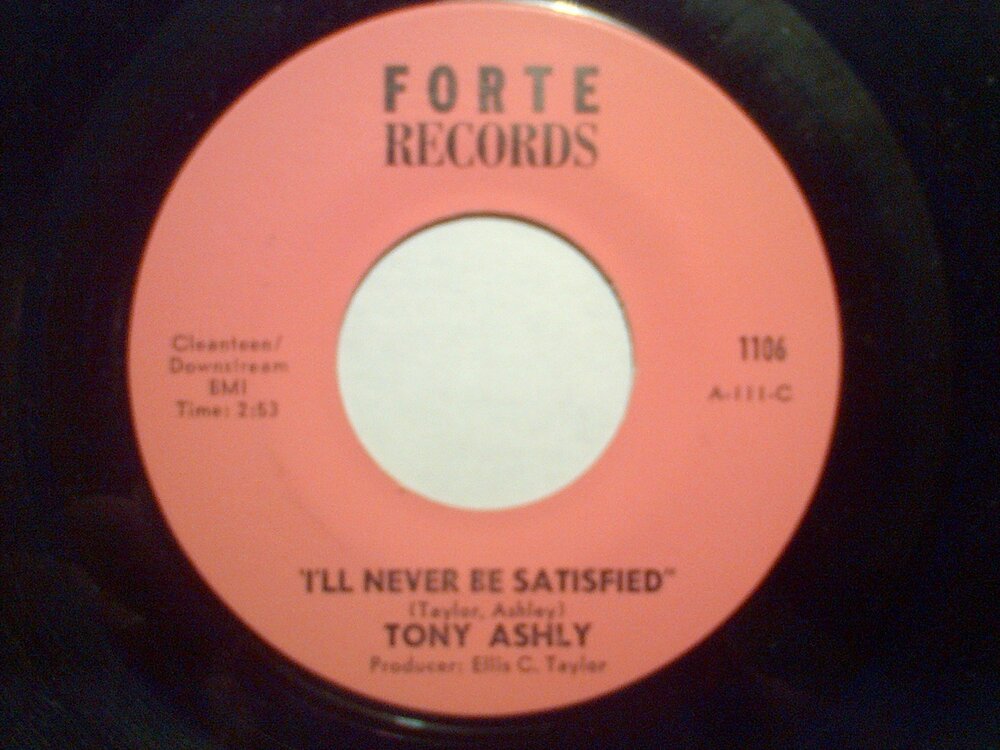 FORTE
RECORDS
Cleanteen/
Downstream
BMI
Time: 2:53
1106
A-111-C
"I'LL NEVER BE SATISFIED"
(Taylor, Ashley)
TONY ASHLY
Producer: Ellis C. Taylor